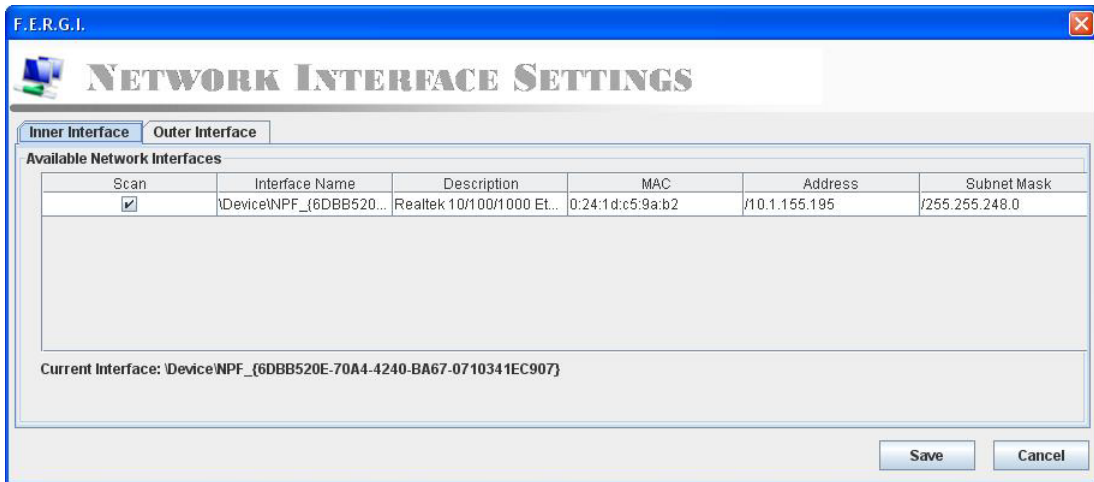 F.E.R.G.I.
NETWORK INTERFACE SETTINGS
Inner Interface Outer Interface
Available Network Interfaces
Scan Interface Name Description MAC Address Subnet Mask
\Device\NPF_{6DBB520... Realtek 10/100/1000 Et... 0:24:1d:c5:9a:b2 /10.1.155.195 /255.255.248.0
Current Interface: \Device\NPF_{6DBB520E-70A4-4240-BA67-0710341EC907}
Save Cancel